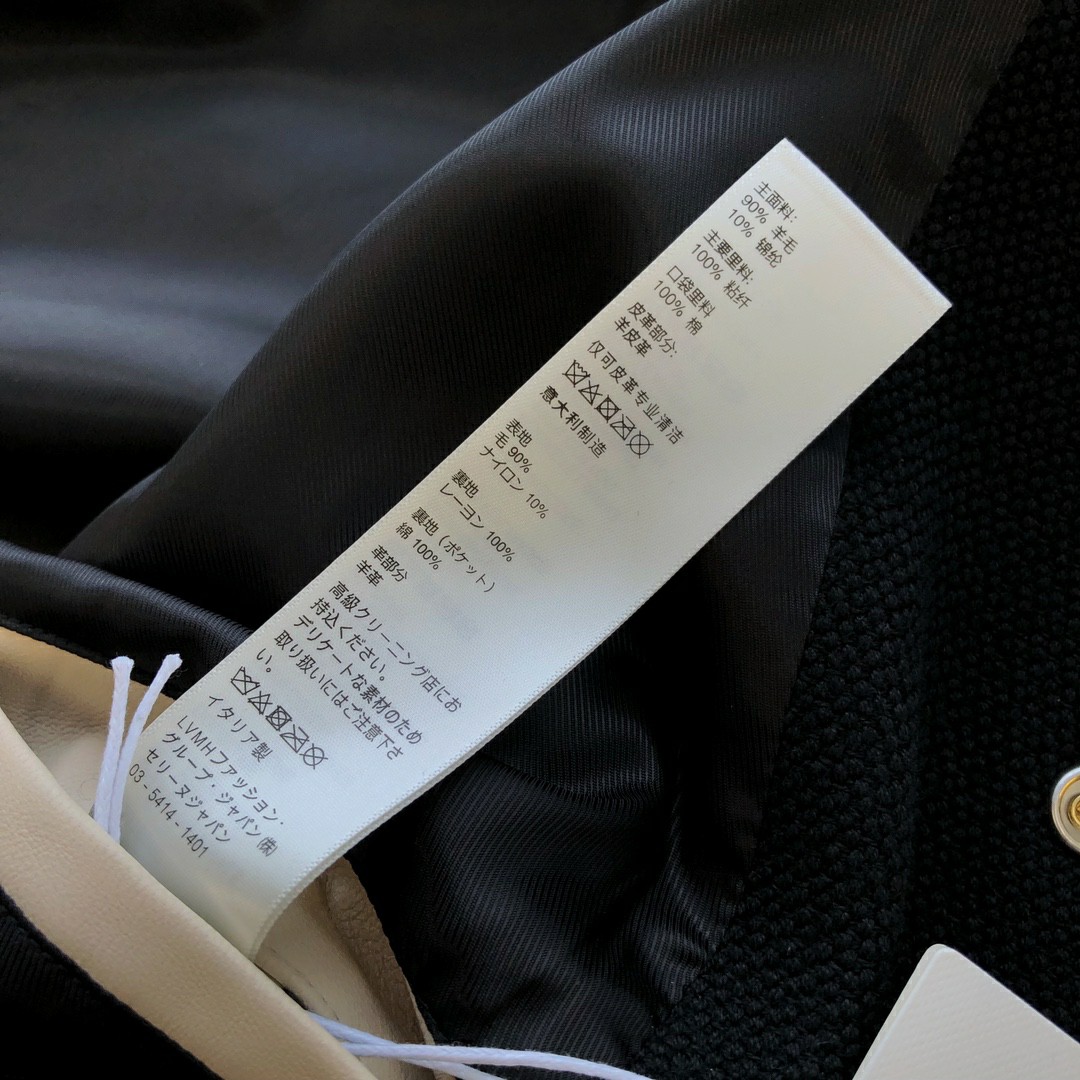 主面料:
90% 羊毛
10% 锦纶
主要里料:
100% 粘纤
口袋里料
100% 棉
皮革部分:
羊皮革
仅可皮革专业清洁
意大利制造
表地
毛 90%
ナイロン 10%
裏地
レーヨン 100%
裏地 (ポケット)
綿 100%
革部分
羊革
高級クリーニング店にお
持込ください。
デリケートな素材のため
取り扱いにはご注意下さ
い。
イタリア製
LVMHファッション・
グループ・ジャパン ㈱
セリーヌジャパン
03 - 5414 - 1401